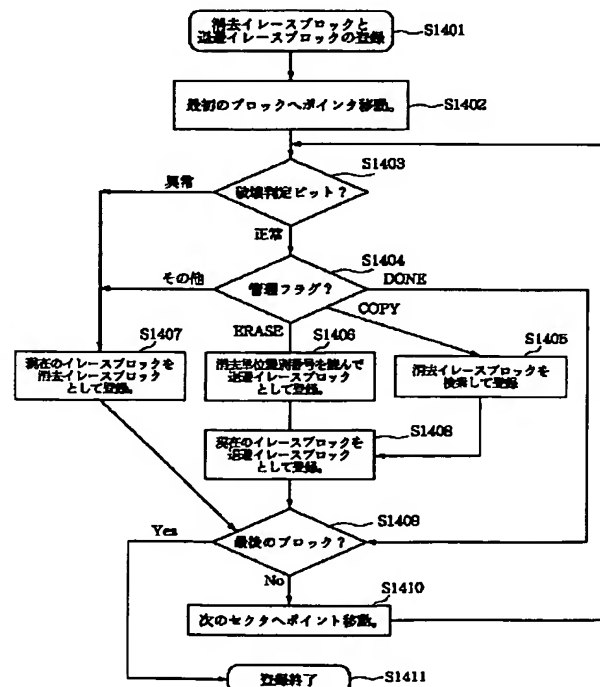 消去イレースブロックと
退避イレースブロックの登録
S1401
最初のブロックへポインタ移動。
S1402
S1403
破壊判定ビット?
異常
正常
S1404
管理フラグ?
その他
DONE
COPY
ERASE
S1407
現在のイレースブロックを
消去イレースブロック
として登録。
S1406
消去単位識別番号を読んで
退避イレースブロック
として登録。
S1405
消去イレースブロックを
検索して登録
S1408
現在のイレースブロックを
退避イレースブロック
として登録。
S1409
最後のブロック?
Yes
No
S1410
次のセクタへポイント移動。
登録終了
S1411